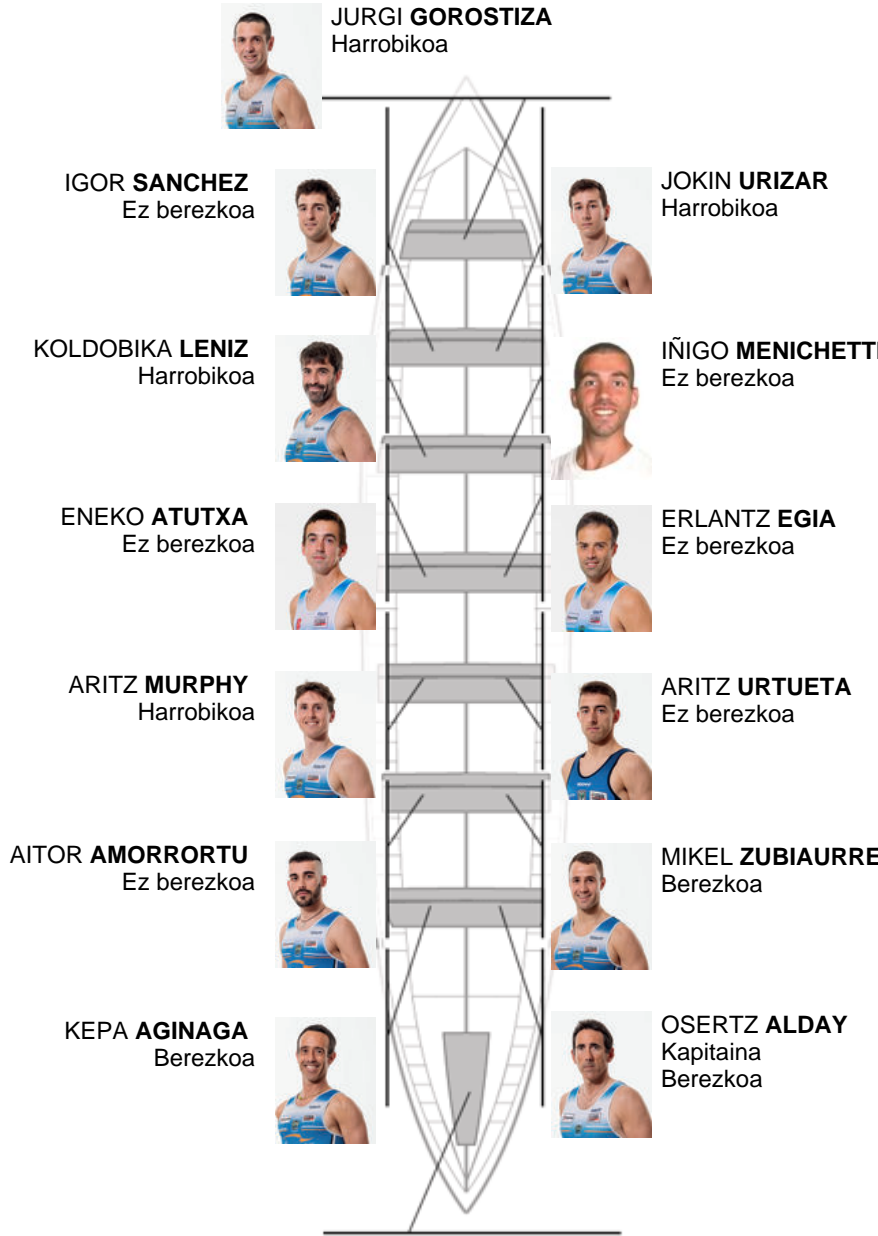 JURGI GOROSTIZA
Harrobikoa
IGOR SANCHEZ
Ez berezkoa
JOKIN URIZAR
Harrobikoa
KOLDOBIKA LENIZ
Harrobikoa
IÑIGO MENICHETTI
Ez berezkoa
ENEKO ATUTXA
Ez berezkoa
ERLANTZ EGIA
Ez berezkoa
ARITZ MURPHY
Harrobikoa
ARITZ URTUETA
Ez berezkoa
AITOR AMORRORTU
Ez berezkoa
MIKEL ZUBIAURRE
Berezkoa
KEPA AGINAGA
Berezkoa
OSERTZ ALDAY
Kapitaina
Berezkoa